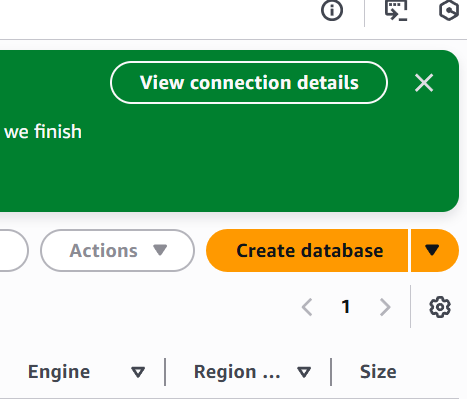 View connection details
we finish
Actions
Create database
1
Engine
Region ...
Size